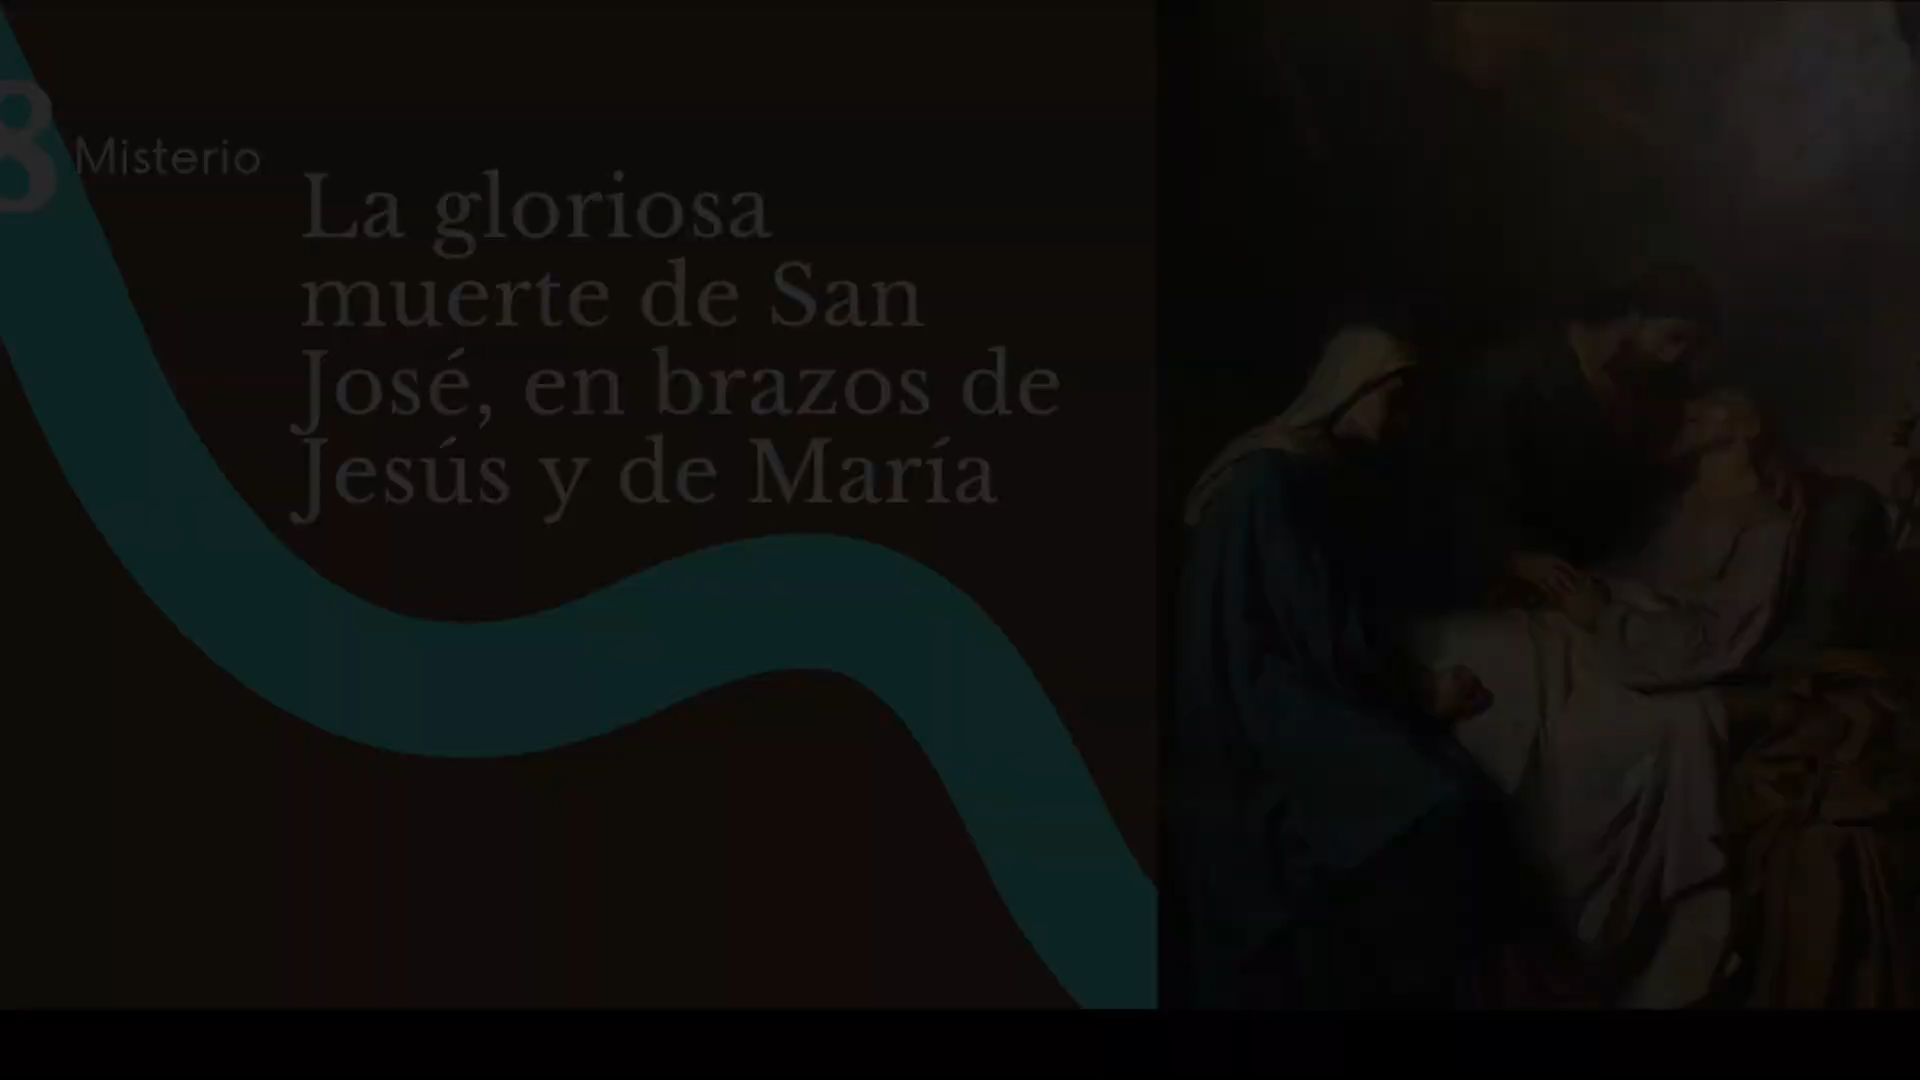 8 Misterio
La gloriosa
muerte de San
José, en brazos de
Jesús y de María